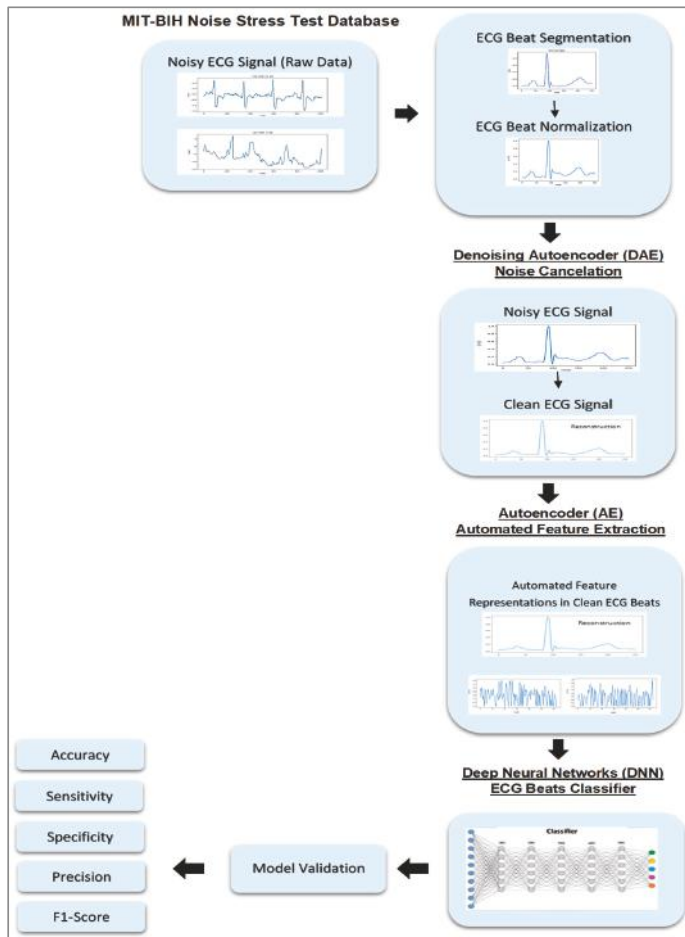 MIT-BIH Noise Stress Test Database
Noisy ECG Signal (Raw Data)
ECG Beat Segmentation
ECG Beat Normalization
Denoising Autoencoder (DAE)
Noise Cancelation
Noisy ECG Signal
Clean ECG Signal
Reconstruction
Autoencoder (AE)
Automated Feature Extraction
Automated Feature
Representations in Clean ECG Beats
Reconstruction
Deep Neural Networks (DNN)
ECG Beats Classifier
Classifier
Model Validation
Accuracy
Sensitivity
Specificity
Precision
F1-Score